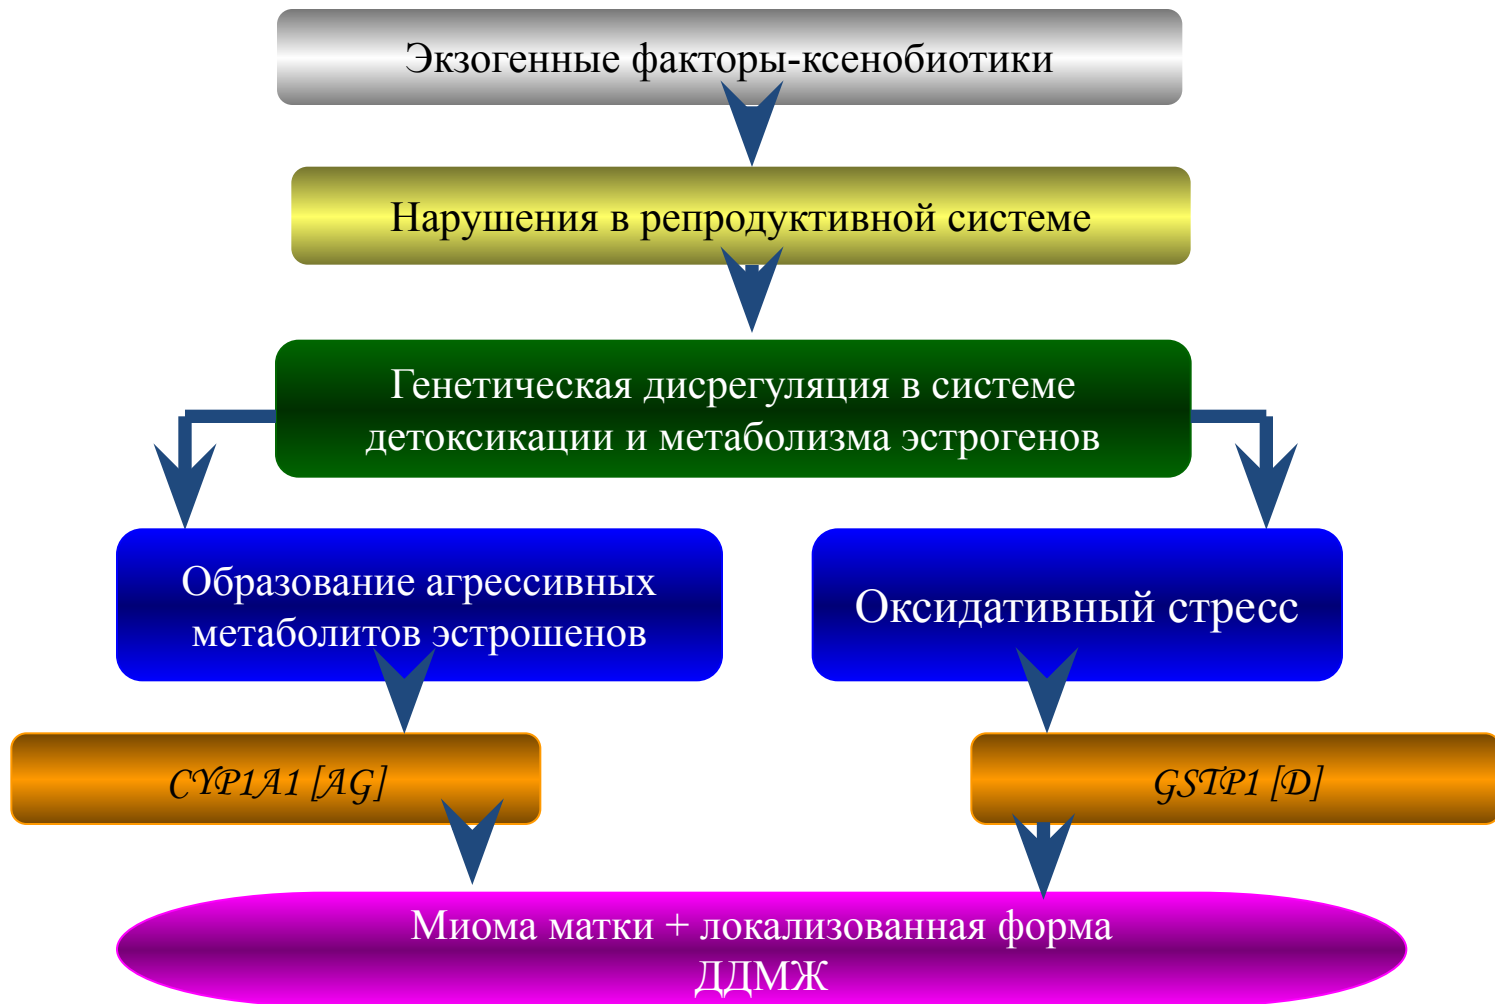 Экзогенные факторы-ксенобиотики
Нарушения в репродуктивной системе
Генетическая дисрегуляция в системе
детоксикации и метаболизма эстрогенов
Образование агрессивных
метаболитов эстрошенов
Оксидативный стресс
CYP1A1 [AG]
GSTP1 [D]
Миома матки + локализованная форма
ДДМЖ